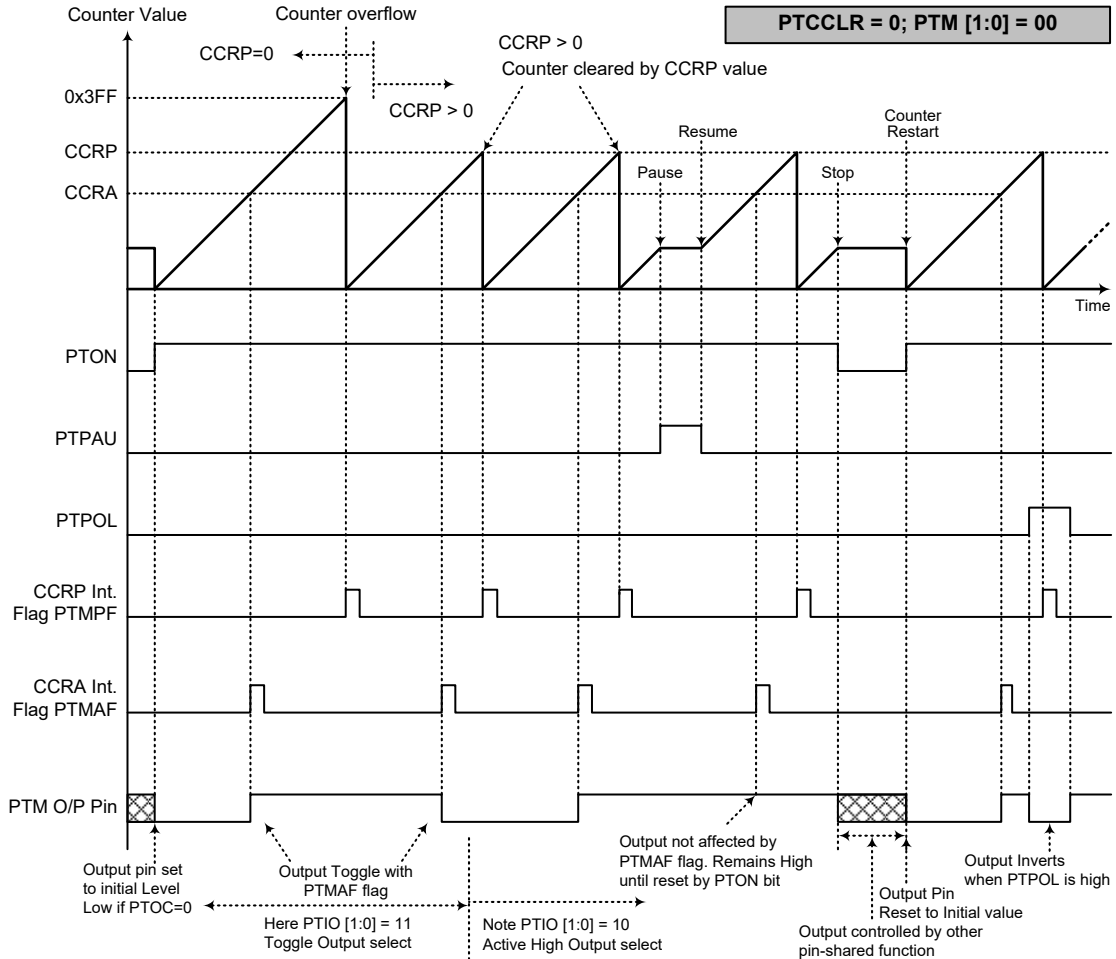 Counter Value
Counter overflow
PTCCLR = 0; PTM [1:0] = 00
CCRP=0
CCRP > 0
CCRP > 0
Counter cleared by CCRP value
0x3FF
CCRP
CCRA
Pause
Resume
Stop
Counter
Restart
Time
PTON
PTPAU
PTPOL
CCRP Int.
Flag PTMPF
CCRA Int.
Flag PTMAF
PTM O/P Pin
Output pin set
to initial Level
Low if PTOC=0
Output Toggle with
PTMAF flag
Here PTIO [1:0] = 11
Toggle Output select
Note PTIO [1:0] = 10
Active High Output select
Output not affected by
PTMAF flag. Remains High
until reset by PTON bit
Output Pin
Reset to Initial value
Output controlled by other
pin-shared function
Output Inverts
when PTPOL is high